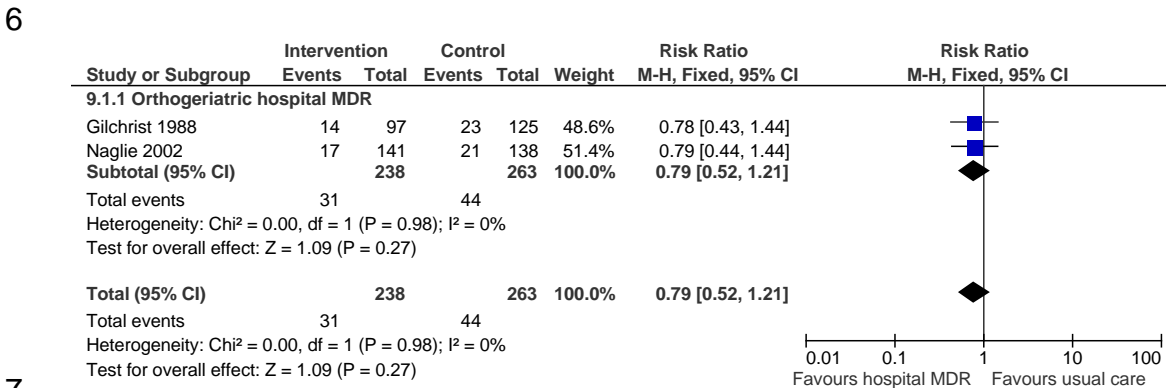 6
Intervention Control Risk Ratio Risk Ratio
Study or Subgroup Events Total Events Total Weight M-H, Fixed, 95% CI M-H, Fixed, 95% CI
9.1.1 Orthogeriatric hospital MDR
Gilchrist 1988 14 97 23 125 48.6% 0.78 [0.43, 1.44]
Naglie 2002 17 141 21 138 51.4% 0.79 [0.44, 1.44]
Subtotal (95% CI) 238 263 100.0% 0.79 [0.52, 1.21]
Total events 31 44
Heterogeneity: Chi² = 0.00, df = 1 (P = 0.98); I² = 0%
Test for overall effect: Z = 1.09 (P = 0.27)
Total (95% CI) 238 263 100.0% 0.79 [0.52, 1.21]
Total events 31 44
Heterogeneity: Chi² = 0.00, df = 1 (P = 0.98); I² = 0%
Test for overall effect: Z = 1.09 (P = 0.27)
0.01 0.1 1 10 100
Favours hospital MDR Favours usual care